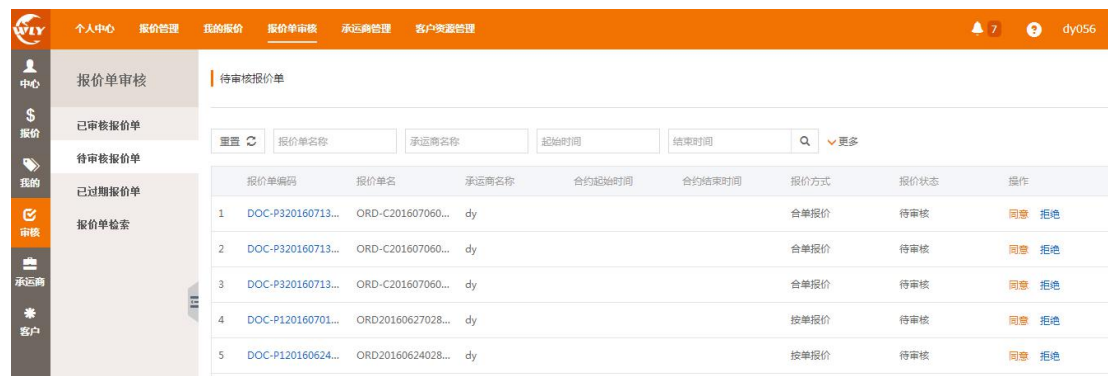 WLY 个人中心 报价管理 我的报价 报价单审核 承运商管理 客户资源管理 7 ? dy056
中心
$
报价
我的
审核
承运商
客户
报价单审核
已审核报价单
待审核报价单
已过期报价单
报价单检索
待审核报价单
重置 报价单名称 承运商名称 起始时间 结束时间 更多
报价单编码 报价单名 承运商名称 合约起始时间 合约结束时间 报价方式 报价状态 操作
1 DOC-P320160713... ORD-C201607060... dy 合单报价 待审核 同意 拒绝
2 DOC-P320160713... ORD-C201607060... dy 合单报价 待审核 同意 拒绝
3 DOC-P320160713... ORD-C201607060... dy 合单报价 待审核 同意 拒绝
4 DOC-P120160701... ORD20160627028... dy 按单报价 待审核 同意 拒绝
5 DOC-P120160624... ORD20160624028... dy 按单报价 待审核 同意 拒绝